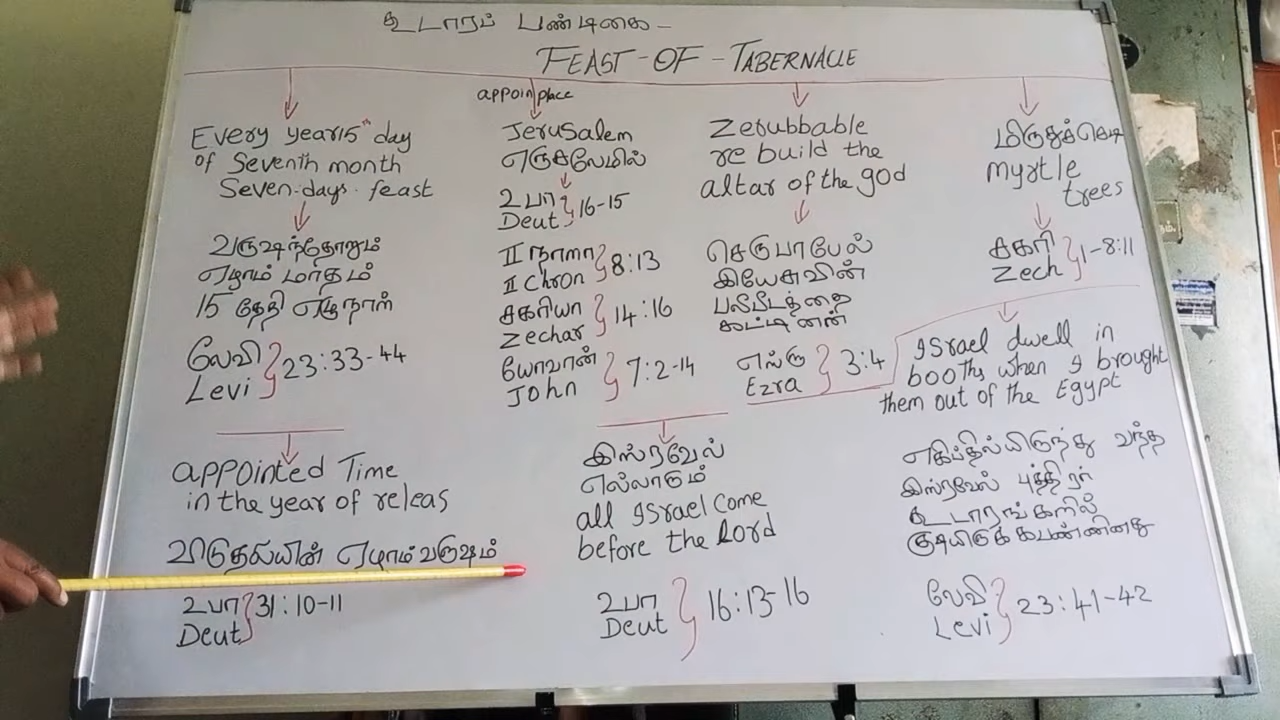 கூடாரப் பண்டிகை -
FEAST-OF-TABERNACLE
Every year 15th day
of Seventh month
Seven-days. feast
வருஷந்தோறும்
ஏழாம் மாதம்
15 தேதி ஏழுநாள்
லேவி
Levi } 23:33-44
appoin place
Jerusalem
எருசலேமில்
உபா
Deut } 16-15
II நாளா
II chron } 8:13
சகரியா
Zechar } 14:16
யோவான்
John } 7:2-14
Zerubbable
re build the
altar of the god
செருபாபேல்
இயேசுவின்
பலிபீடத்தை
கட்டினன்
எஸ்றா
Ezra } 3:4
மிருதுச்செடி
myrtle
trees
சகரி
Zech } 1-8:11
appointed Time
in the year of releas
விடுதலையின் ஏழாம் வருஷம்
உபா
Deut } 31:10-11
இஸ்ரவேல்
எல்லாரும்
all Israel come
before the Lord
உபா
Deut } 16:13-16
Israel dwell in
booths when I brought
them out of the Egypt
எகிப்தில்யிருந்து வந்த
இஸ்ரவேல் புத்திரர்
கூடாரங்களில்
குடியிருக்கபண்ணினது
லேவி
Levi } 23:41-42